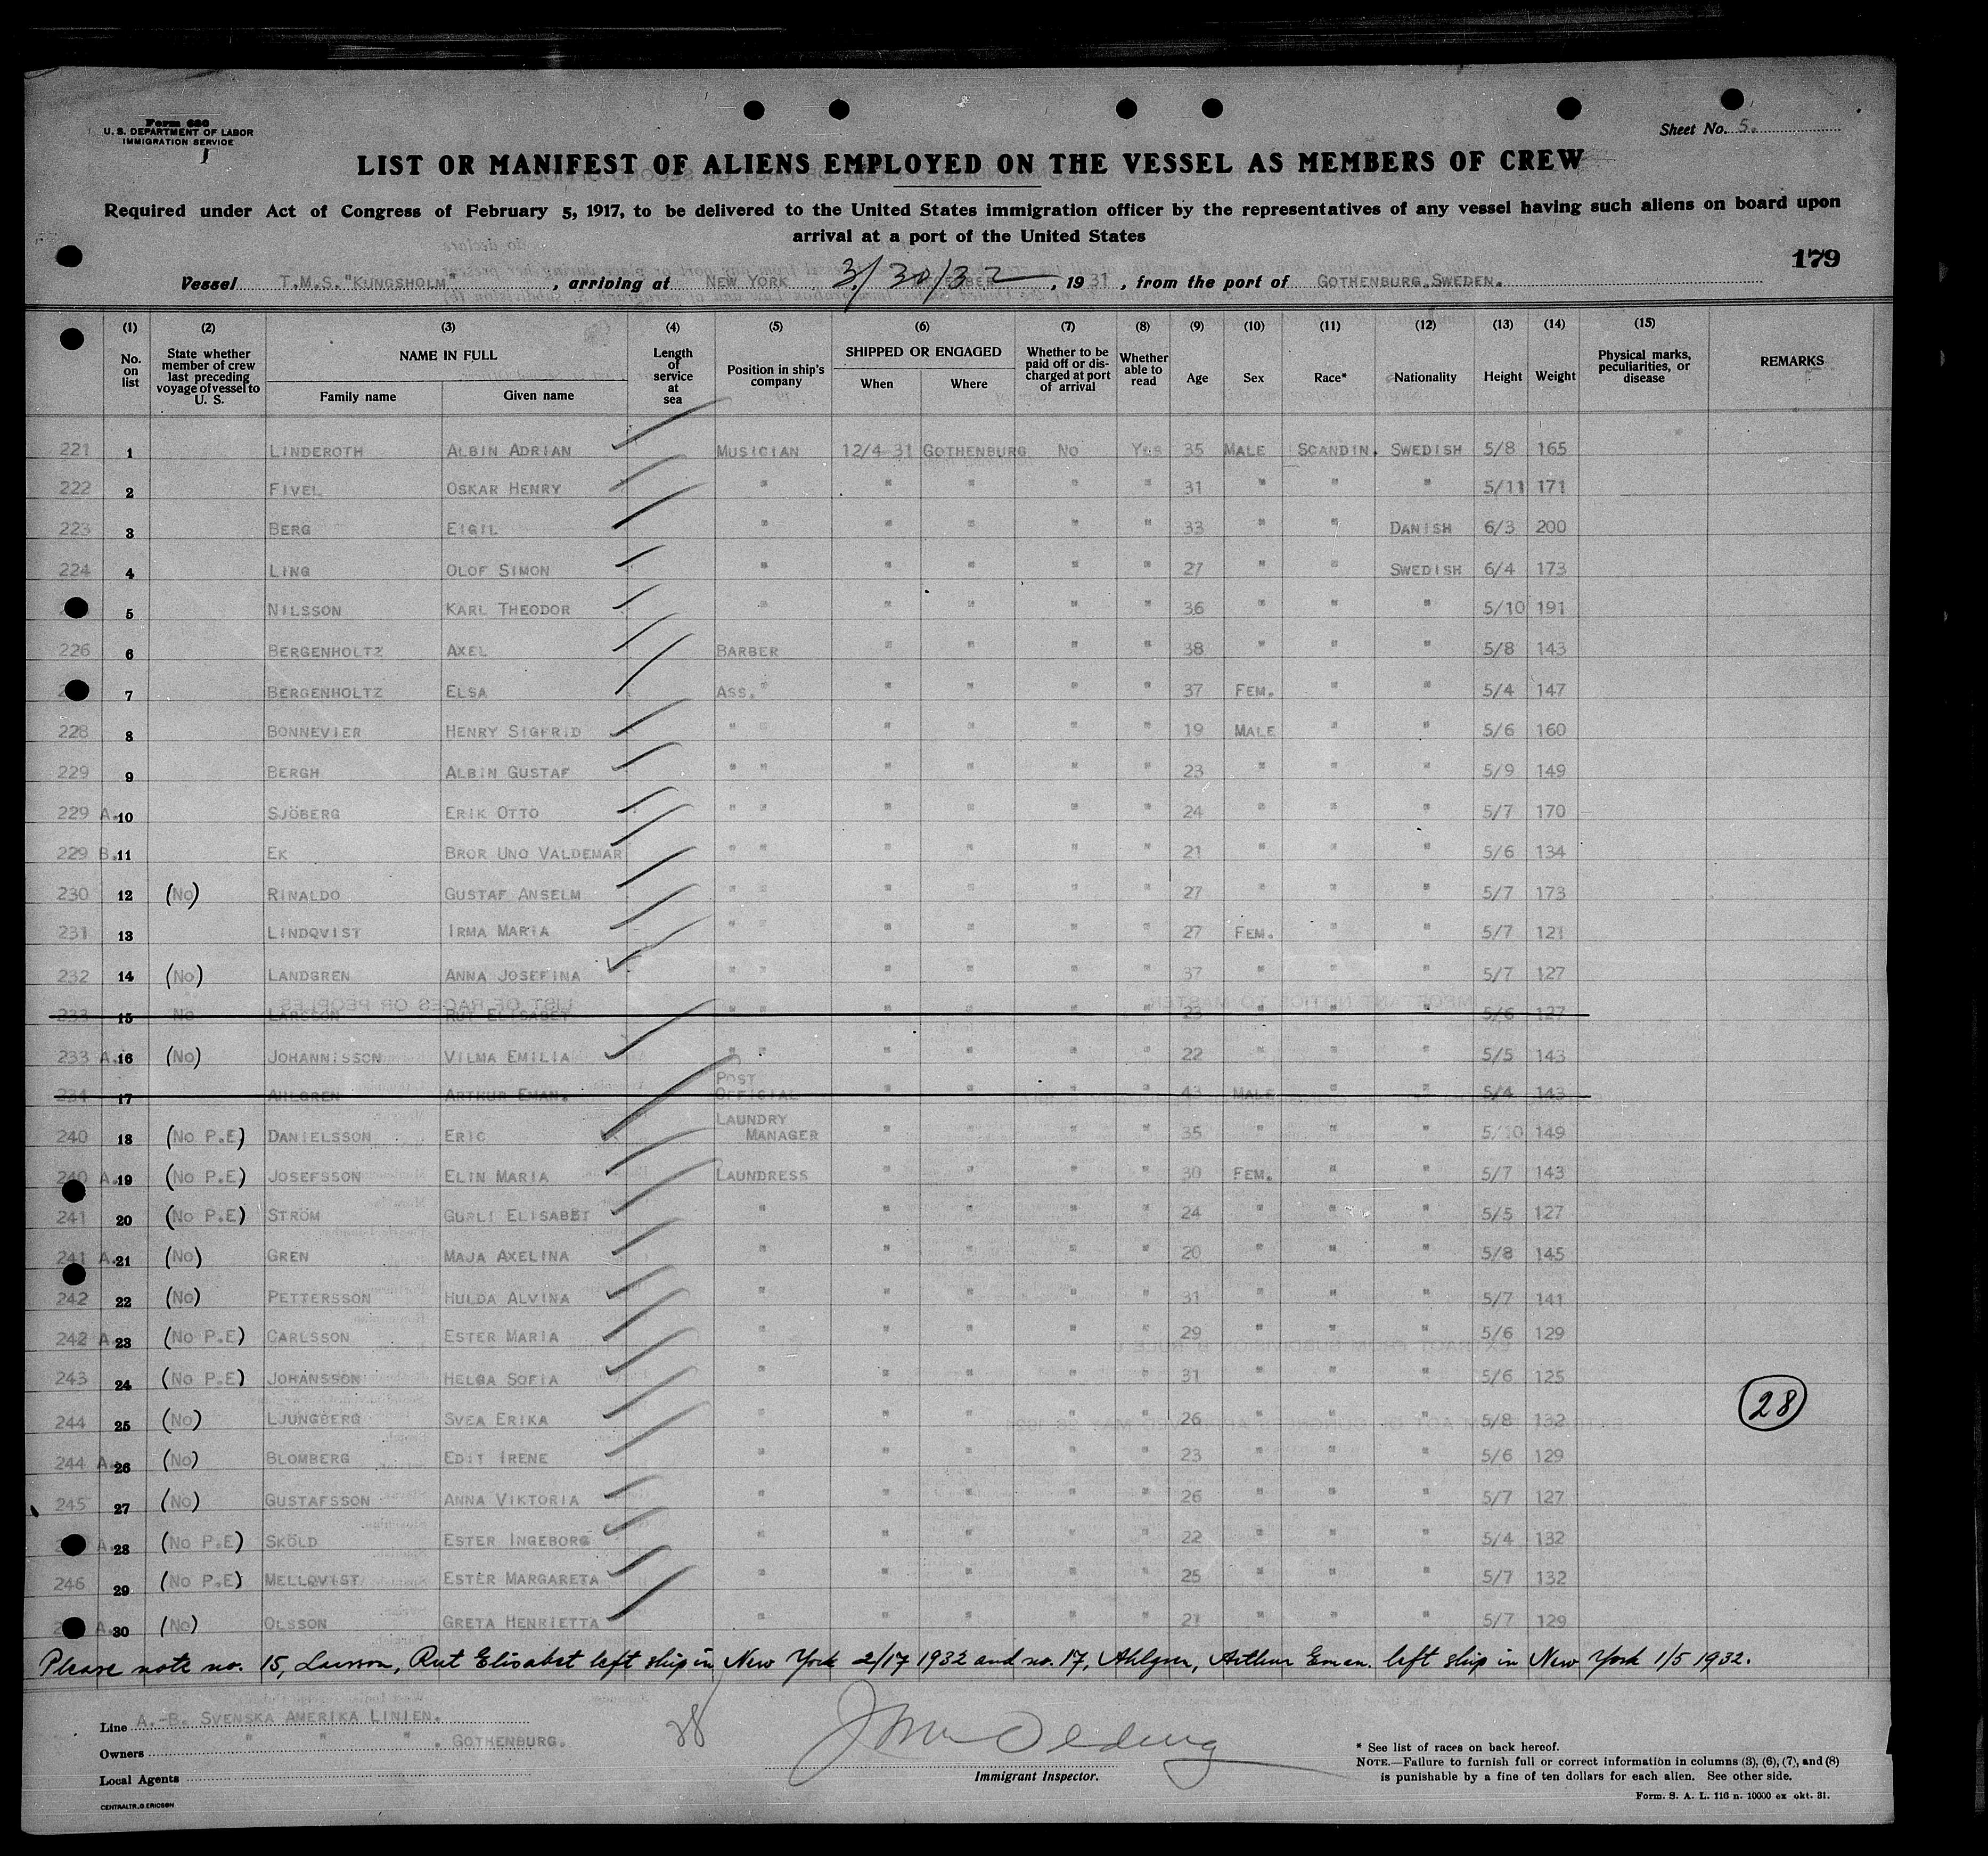 Form 680
U. S. DEPARTMENT OF LABOR
IMMIGRATION SERVICE
Sheet No. 5.
LIST OR MANIFEST OF ALIENS EMPLOYED ON THE VESSEL AS MEMBERS OF CREW
Required under Act of Congress of February 5, 1917, to be delivered to the United States immigration officer by the representatives of any vessel having such aliens on board upon
arrival at a port of the United States
179
Vessel T.M.S. "KUNGSHOLM" , arriving at NEW YORK 3/30/32 , 1931 , from the port of GOTHENBURG, SWEDEN.
(1) (2) (3) (4) (5) (6) (7) (8) (9) (10) (11) (12) (13) (14) (15)
No. on list State whether member of crew last preceding voyage of vessel to U. S. NAME IN FULL Family name Given name Length of service at sea Position in ship's company SHIPPED OR ENGAGED When Where Whether to be paid off or discharged at port of arrival Whether able to read Age Sex Race* Nationality Height Weight Physical marks, peculiarities, or disease REMARKS
221 1 LINDEROTH ALBIN ADRIAN MUSICIAN 12/4 31 GOTHENBURG NO YES 35 MALE SCANDIN. SWEDISH 5/8 165
222 2 FIVEL OSKAR HENRY " " " " " 31 " " " 5/11 171
223 3 BERG EIGIL " " " " " 33 " " DANISH 6/3 200
224 4 LING OLOF SIMON " " " " " 27 " " SWEDISH 6/4 173
5 NILSSON KARL THEODOR " " " " " 36 " " " 5/10 191
226 6 BERGENHOLTZ AXEL BARBER " " " " 38 " " " 5/8 143
7 BERGENHOLTZ ELSA ASS. " " " " " 37 FEM. " " 5/4 147
228 8 BONNEVIER HENRY SIGFRID " " " " " " 19 MALE " " 5/6 160
229 9 BERGH ALBIN GUSTAF " " " " " " 23 " " " 5/9 149
229 A. 10 SJÖBERG ERIK OTTO " " " " " " 24 " " " 5/7 170
229 B. 11 EK BROR UNO VALDEMAR " " " " " " 21 " " " 5/6 134
230 12 (NO) RINALDO GUSTAF ANSELM " " " " " " 27 " " " 5/7 173
231 13 LINDQVIST IRMA MARIA " " " " " " 27 FEM. " " 5/7 121
232 14 (NO) LANDGREN ANNA JOSEFINA " " " " " " 37 " " " 5/7 127
233 15 NO LARSSON RUT ELISABET " " " " " " 23 " " " 5/6 127
233 A. 16 (NO) JOHANNISSON VILMA EMILIA " " " " " " 22 " " " 5/5 143
234 17 AHLGREN ARTHUR EMAN. POST OFFICIAL " " " " 43 MALE " " 5/4 143
240 18 (NO P.E) DANIELSSON ERIC LAUNDRY MANAGER " " " " 35 " " " 5/10 149
240 A. 19 (NO P.E) JOSEFSSON ELIN MARIA LAUNDRESS " " " " 30 FEM. " " 5/7 143
241 20 (NO P.E) STRÖM GURLI ELISABET " " " " " 24 " " " 5/5 127
241 A. 21 (NO) GREN MAJA AXELINA " " " " " 20 " " " 5/8 145
242 22 (NO) PETTERSSON HULDA ALVINA " " " " " 31 " " " 5/7 141
242 A. 23 (NO P.E) CARLSSON ESTER MARIA " " " " " 29 " " " 5/6 129
243 24 (NO P.E) JOHANSSON HELGA SOFIA " " " " " 31 " " " 5/6 125
244 25 (NO) LJUNGBERG SVEA ERIKA " " " " " 26 " " " 5/8 132
28
244 A. 26 (NO) BLOMBERG EDIT IRENE " " " " " 23 " " " 5/6 129
245 27 (NO) GUSTAFSSON ANNA VIKTORIA " " " " " 26 " " " 5/7 127
A. 28 (NO P.E) SKÖLD ESTER INGEBORG " " " " " 22 " " " 5/4 132
246 29 (NO P.E) MELLQVIST ESTER MARGARETA " " " " " 25 " " " 5/7 132
A. 30 (NO) OLSSON GRETA HENRIETTA " " " " " 21 " " " 5/7 129
Please note no. 15, Larsson, Rut Elisabet left ship in New York 2/17 1932 and no. 17, Ahlgren, Arthur Eman. left ship in New York 1/5 1932.
Line A.-B. SVENSKA AMERIKA LINIEN.
Owners " " " . GOTHENBURG.
Local Agents
28
Immigrant Inspector.
* See list of races on back hereof.
NOTE.—Failure to furnish full or correct information in columns (3), (6), (7), and (8)
is punishable by a fine of ten dollars for each alien. See other side.
CENTRALTR. G. ERICSON
Form. S. A. L. 116 n. 10000 ex okt. 31.